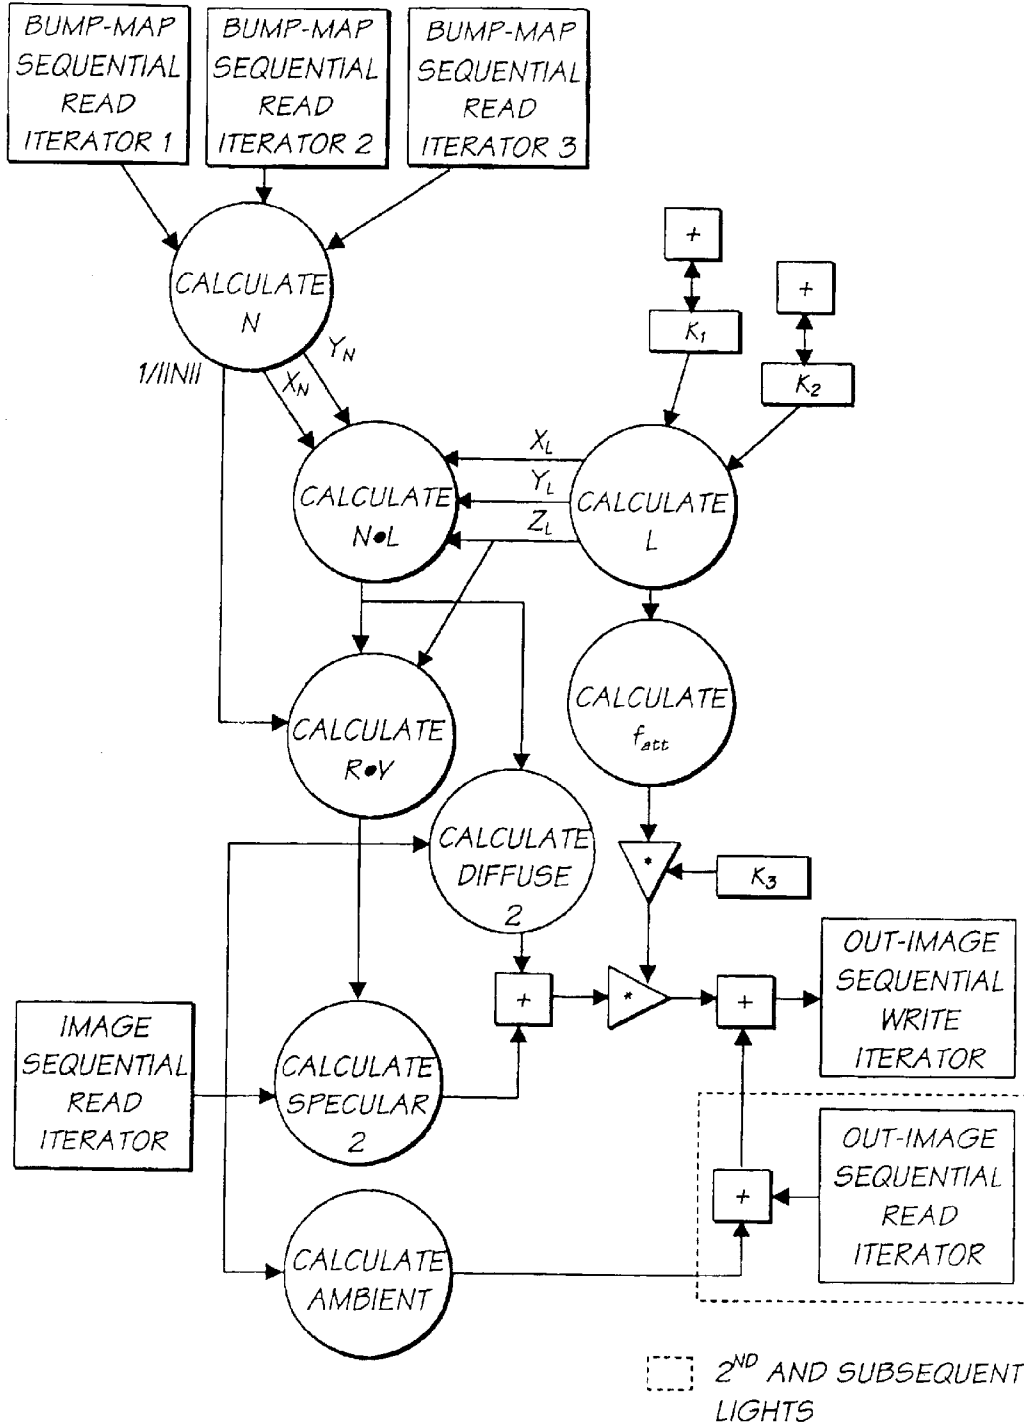 BUMP-MAP
SEQUENTIAL
READ
ITERATOR 1
BUMP-MAP
SEQUENTIAL
READ
ITERATOR 2
BUMP-MAP
SEQUENTIAL
READ
ITERATOR 3
CALCULATE
N
+
+
K1
K2
1/||N||
XN
YN
CALCULATE
N•L
XL
YL
ZL
CALCULATE
L
CALCULATE
R•V
CALCULATE
fatt
CALCULATE
DIFFUSE
2
*
K3
+
*
+
OUT-IMAGE
SEQUENTIAL
WRITE
ITERATOR
IMAGE
SEQUENTIAL
READ
ITERATOR
CALCULATE
SPECULAR
2
+
OUT-IMAGE
SEQUENTIAL
READ
ITERATOR
CALCULATE
AMBIENT
2ND AND SUBSEQUENT
LIGHTS